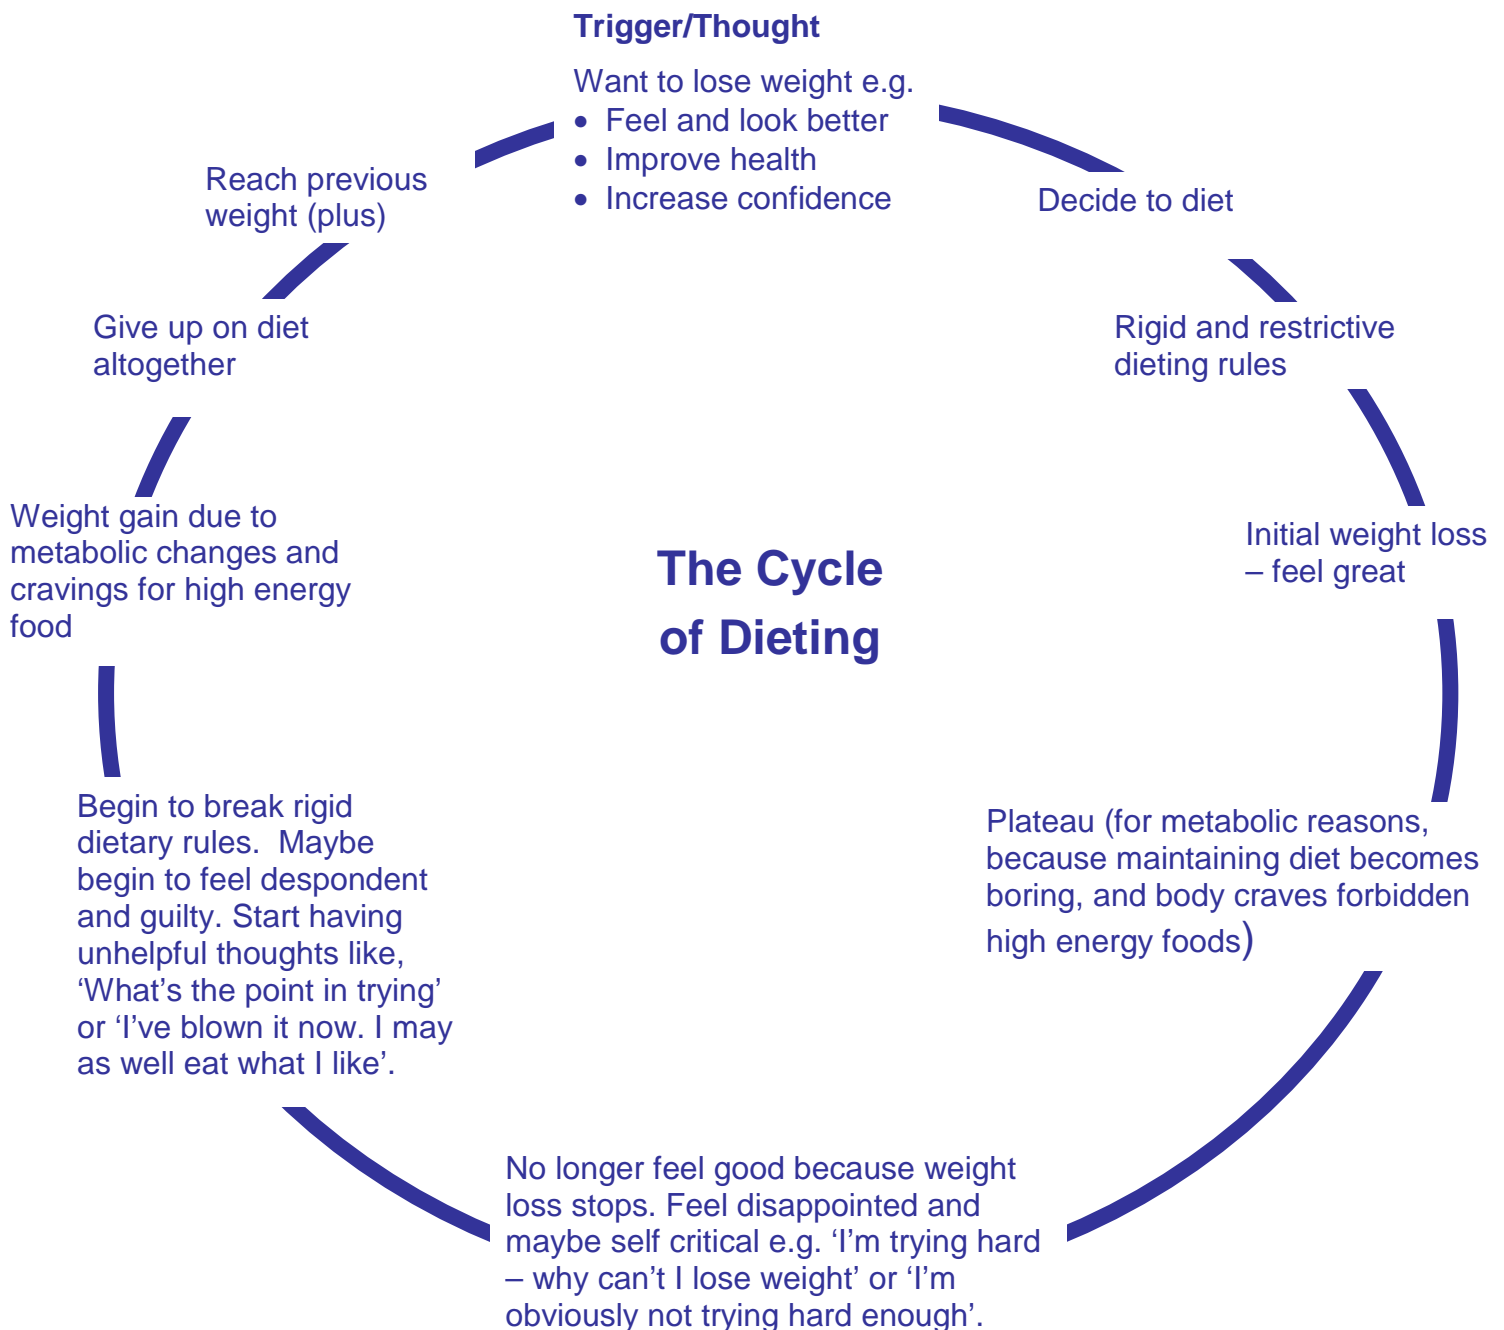 Trigger/Thought
Want to lose weight e.g.
• Feel and look better
• Improve health
• Increase confidence
Decide to diet
Rigid and restrictive
dieting rules
Initial weight loss
– feel great
Plateau (for metabolic reasons,
because maintaining diet becomes
boring, and body craves forbidden
high energy foods)
No longer feel good because weight
loss stops. Feel disappointed and
maybe self critical e.g. ‘I’m trying hard
– why can’t I lose weight’ or ‘I’m
obviously not trying hard enough’.
Begin to break rigid
dietary rules.  Maybe
begin to feel despondent
and guilty. Start having
unhelpful thoughts like,
‘What’s the point in trying’
or ‘I’ve blown it now. I may
as well eat what I like’.
Weight gain due to
metabolic changes and
cravings for high energy
food
Give up on diet
altogether
Reach previous
weight (plus)
The Cycle
of Dieting